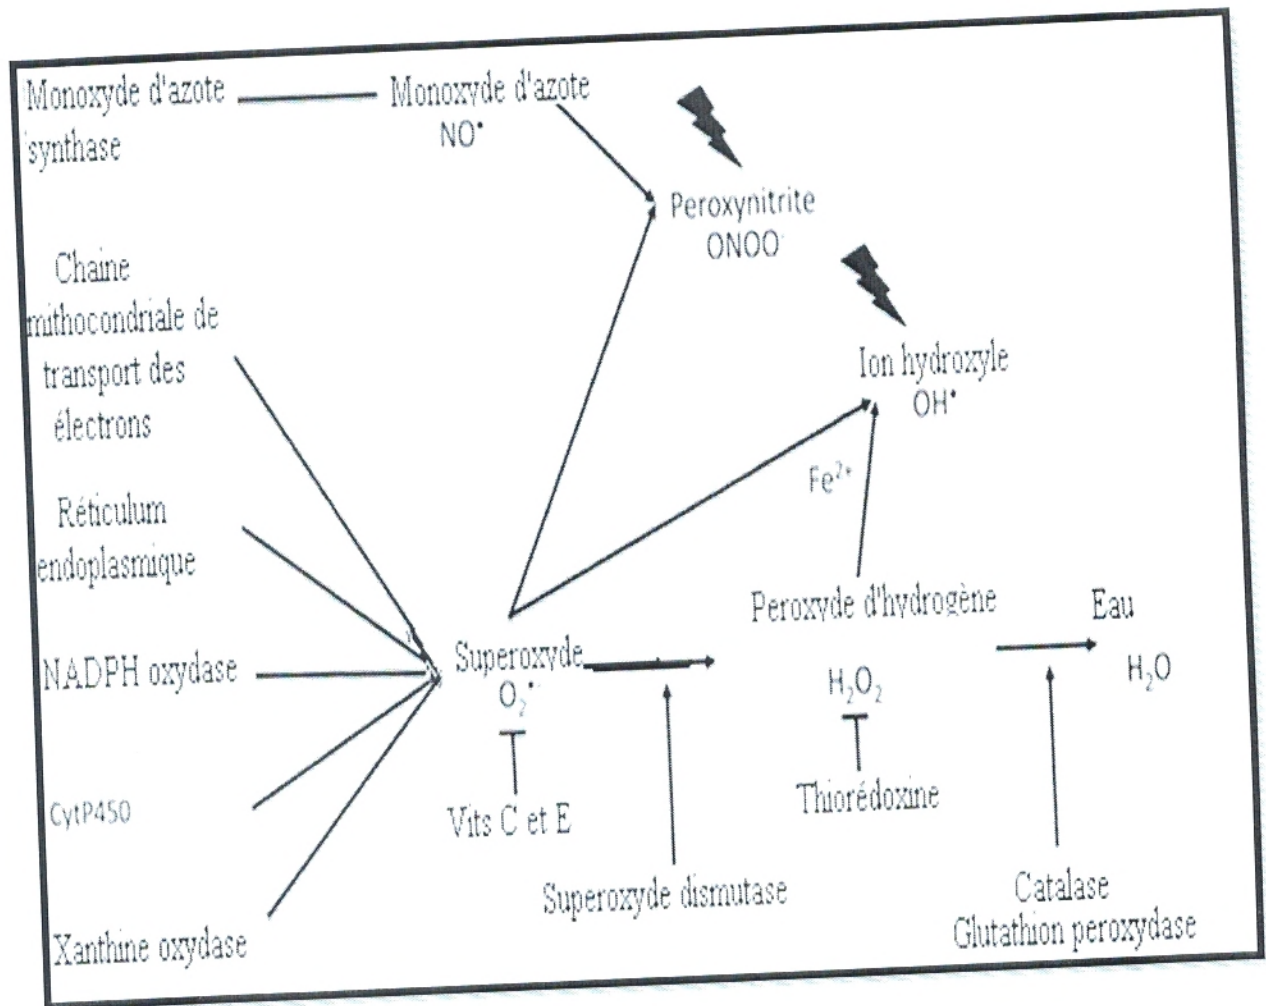 Monoxyde d'azote
synthase
Monoxyde d'azote
NO•
Peroxynitrite
ONOO-
Chaine
mithocondriale de
transport des
électrons
Ion hydroxyle
OH•
Fe²⁺
Réticulum
endoplasmique
Peroxyde d'hydrogène
H₂O₂
Eau
H₂O
NADPH oxydase
Superoxyde
O₂•-
CytP450
Vits C et E
Thiorédoxine
Superoxyde dismutase
Catalase
Glutathion peroxydase
Xanthine oxydase